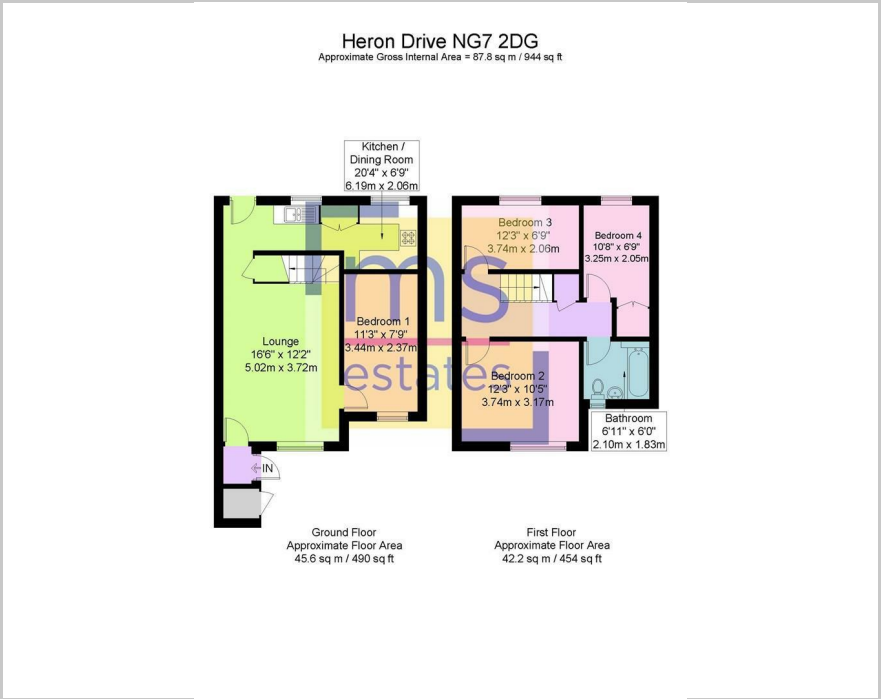 Heron Drive NG7 2DG
Approximate Gross Internal Area = 87.8 sq m / 944 sq ft
Kitchen /
Dining Room
20'4" x 6'9"
6.19m x 2.06m
Bedroom 3
12'3" x 6'9"
3.74m x 2.06m
Bedroom 4
10'8" x 6'9"
3.25m x 2.05m
ms
estates
Lounge
16'6" x 12'2"
5.02m x 3.72m
Bedroom 1
11'3" x 7'9"
3.44m x 2.37m
Bedroom 2
12'3" x 10'5"
3.74m x 3.17m
Bathroom
6'11" x 6'0"
2.10m x 1.83m
IN
Ground Floor
Approximate Floor Area
45.6 sq m / 490 sq ft
First Floor
Approximate Floor Area
42.2 sq m / 454 sq ft